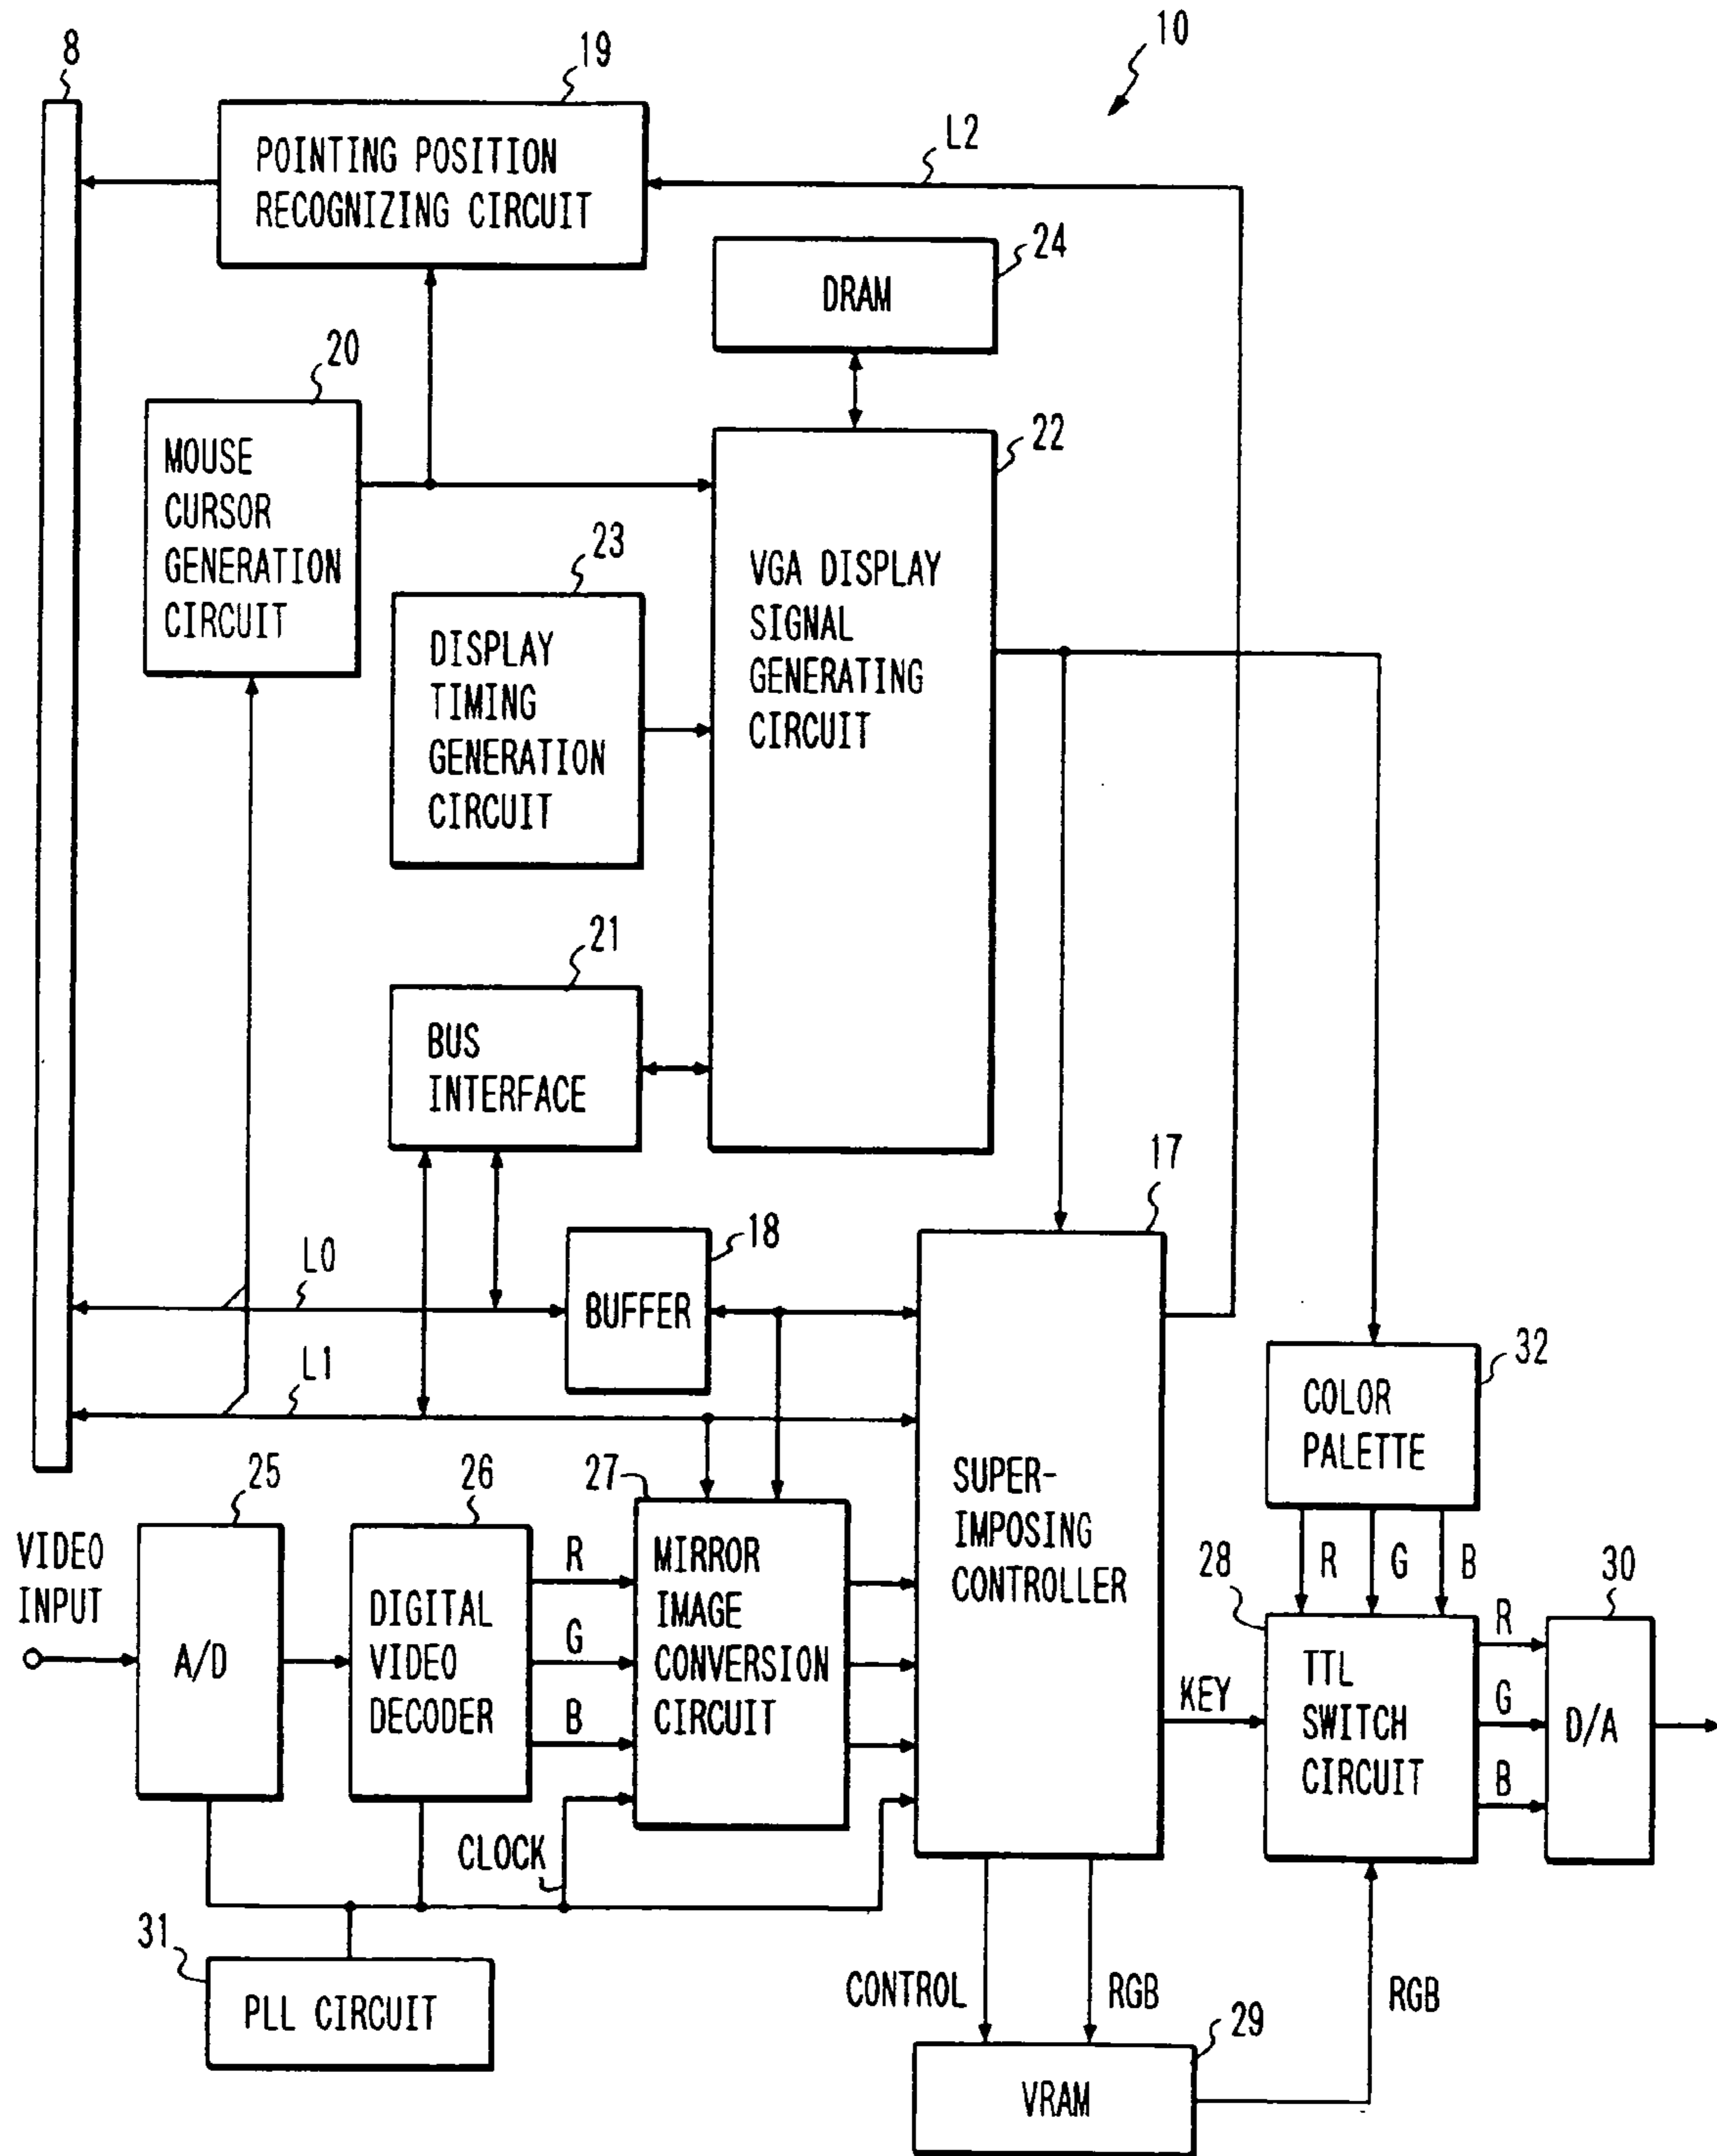 10
8
19
POINTING POSITION
RECOGNIZING CIRCUIT
L2
24
DRAM
20
MOUSE
CURSOR
GENERATION
CIRCUIT
22
VGA DISPLAY
SIGNAL
GENERATING
CIRCUIT
23
DISPLAY
TIMING
GENERATION
CIRCUIT
21
BUS
INTERFACE
17
18
BUFFER
L0
L1
32
COLOR
PALETTE
R G B
25
26
27
VIDEO
INPUT
A/D
DIGITAL
VIDEO
DECODER
R
G
B
MIRROR
IMAGE
CONVERSION
CIRCUIT
SUPER-
IMPOSING
CONTROLLER
KEY
28
TTL
SWITCH
CIRCUIT
R
G
B
30
D/A
CLOCK
31
PLL CIRCUIT
CONTROL
RGB
RGB
29
VRAM